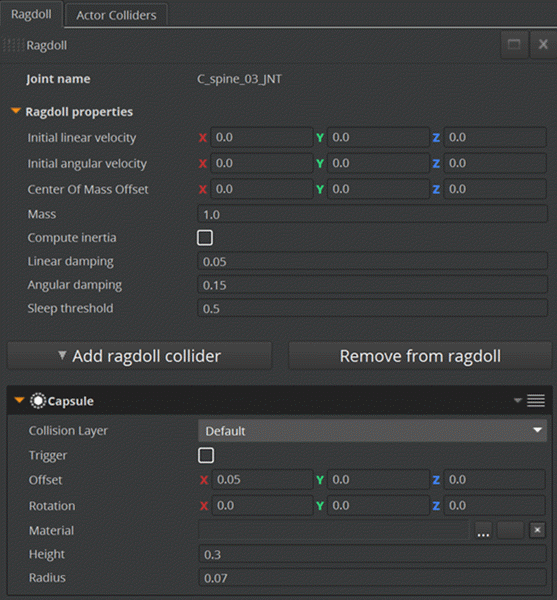 Ragdoll Actor Colliders
Ragdoll
Joint name C_spine_03_JNT
Ragdoll properties
Initial linear velocity X 0.0 Y 0.0 Z 0.0
Initial angular velocity X 0.0 Y 0.0 Z 0.0
Center Of Mass Offset X 0.0 Y 0.0 Z 0.0
Mass 1.0
Compute inertia
Linear damping 0.05
Angular damping 0.15
Sleep threshold 0.5
Add ragdoll collider Remove from ragdoll
Capsule
Collision Layer Default
Trigger
Offset X 0.05 Y 0.0 Z 0.0
Rotation X 0.0 Y 0.0 Z 0.0
Material ...
Height 0.3
Radius 0.07